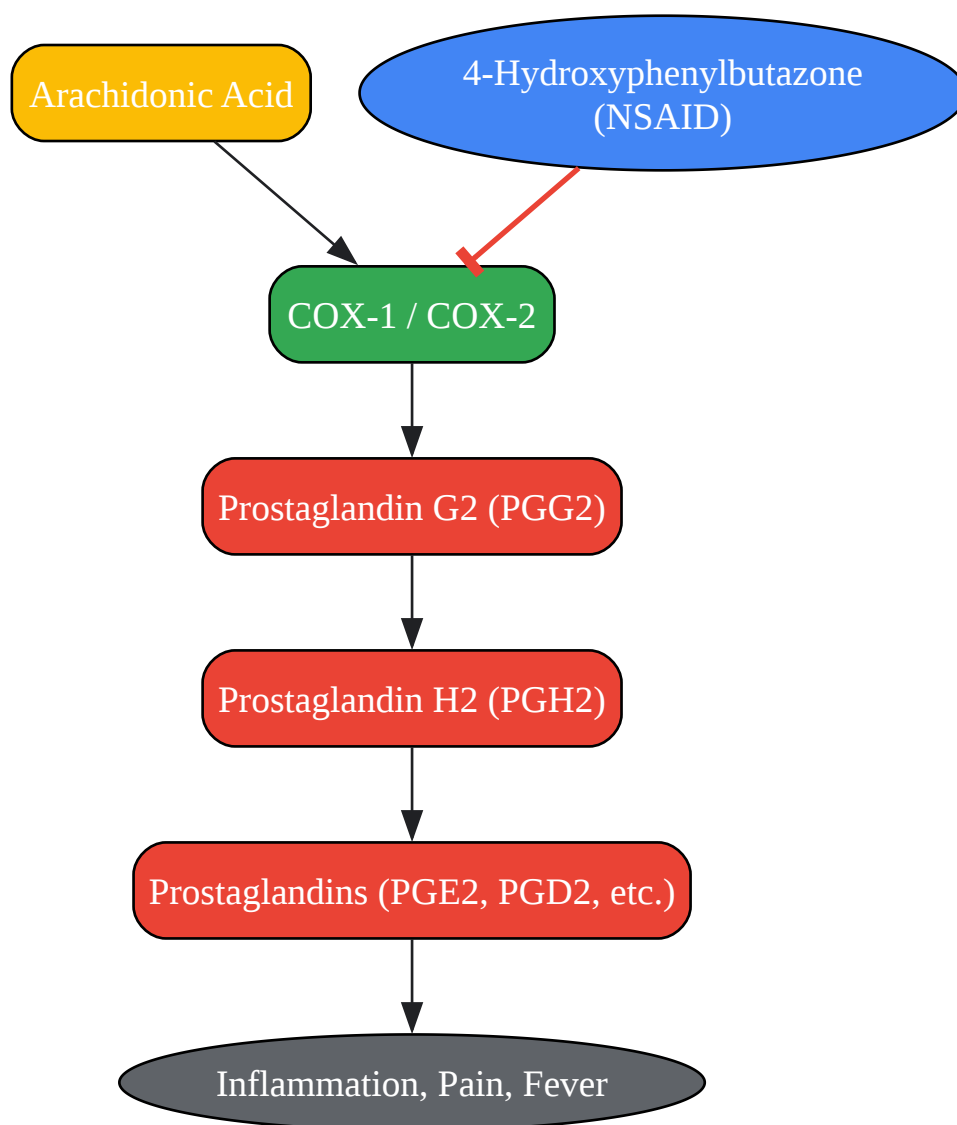 Arachidonic Acid
4-Hydroxyphenylbutazone
(NSAID)
COX-1 / COX-2
Prostaglandin G2 (PGG2)
Prostaglandin H2 (PGH2)
Prostaglandins (PGE2, PGD2, etc.)
Inflammation, Pain, Fever